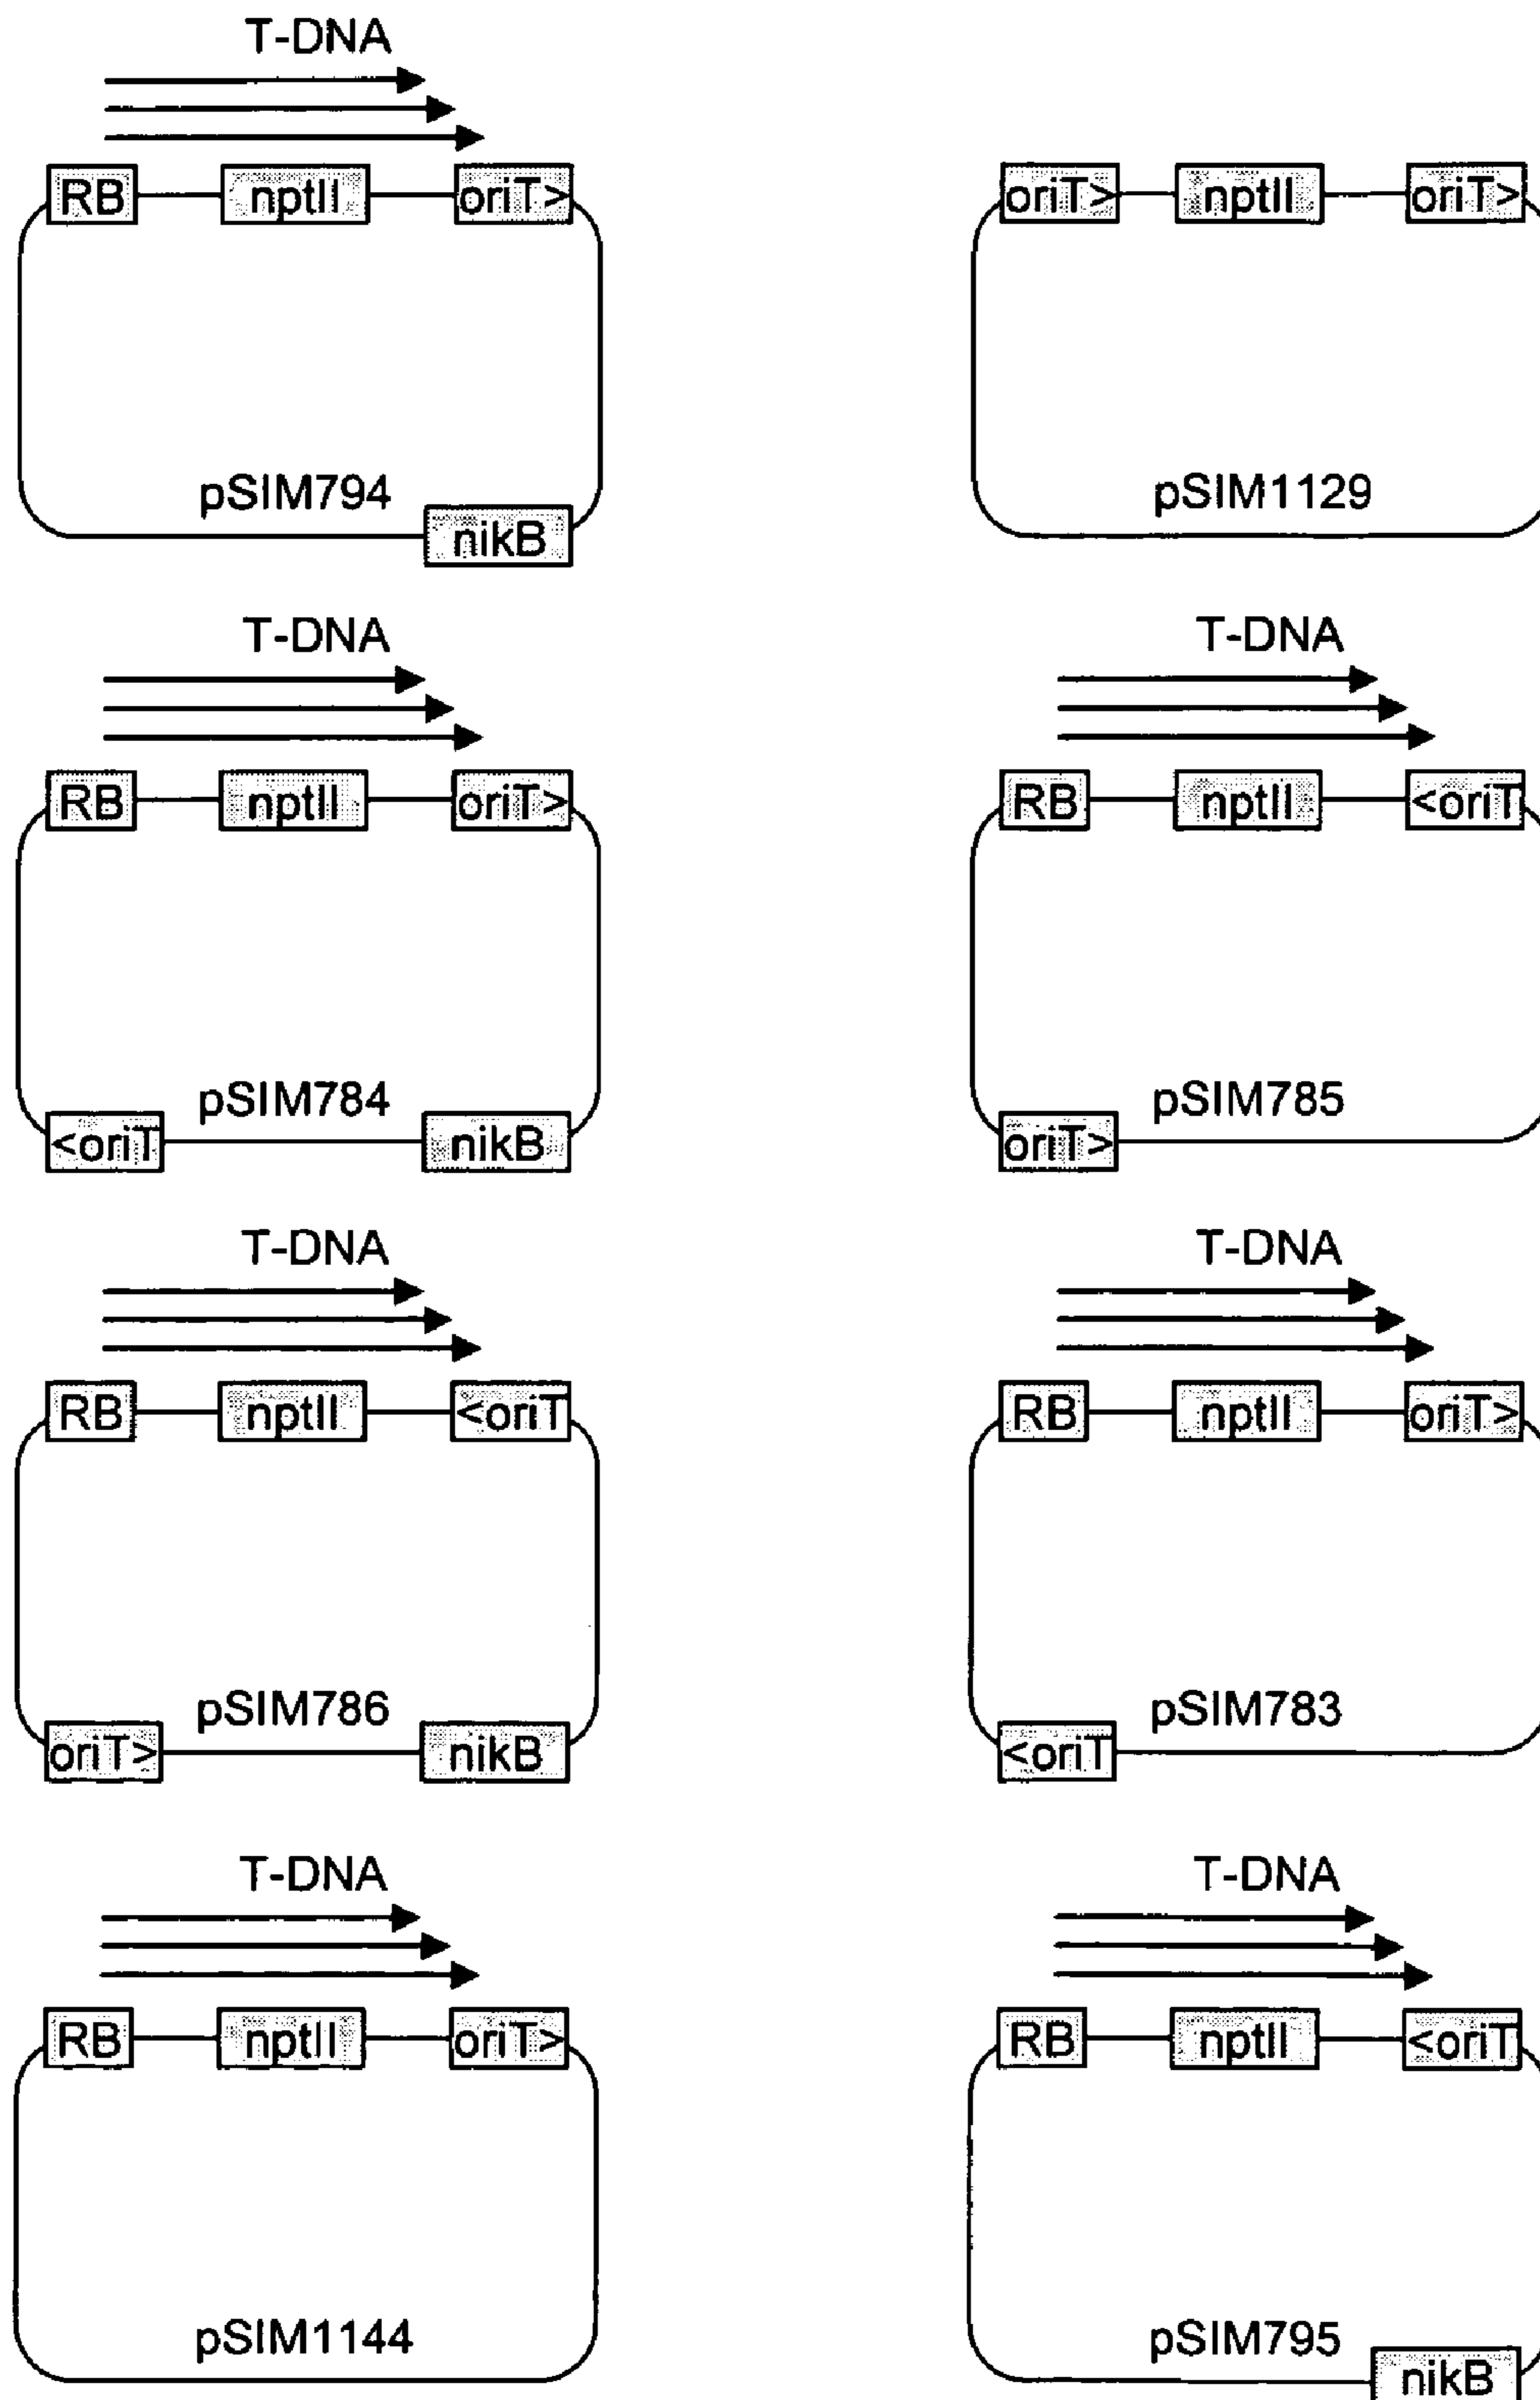 T-DNA
RB nptII oriT>
pSIM794
nikB
oriT> nptII oriT>
pSIM1129
T-DNA
RB nptII oriT>
pSIM784
<oriT nikB
T-DNA
RB nptII <oriT
pSIM785
oriT>
T-DNA
RB nptII <oriT
pSIM786
oriT> nikB
T-DNA
RB nptII oriT>
pSIM783
<oriT
T-DNA
RB nptII oriT>
pSIM1144
T-DNA
RB nptII <oriT
pSIM795
nikB